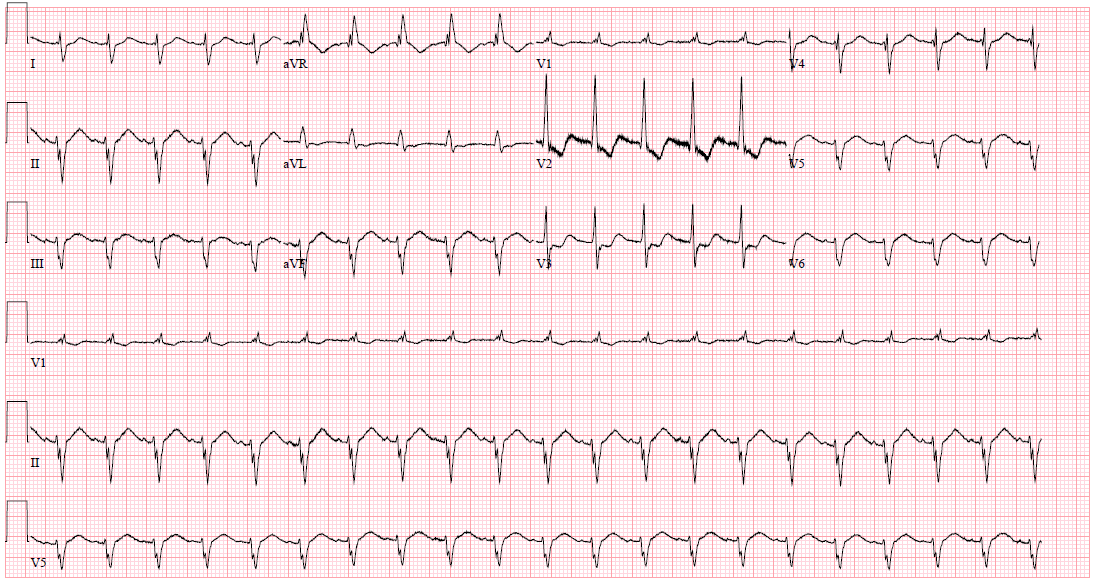 I aVR V1 V4
II aVL V2 V5
III aVF V3 V6
V1
II
V5